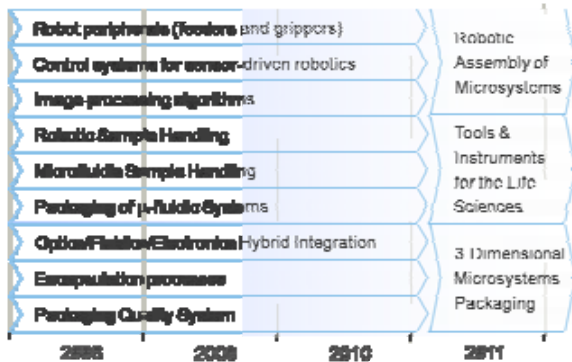 Robot peripherals (feeders and grippers)
Control systems for sensor-driven robotics
Image-processing algorithms
Robotic Sample Handling
Microfluidic Sample Handling
Packaging of µ-fluidic Systems
Optics/Fluidics/Electronics Hybrid Integration
Encapsulation processes
Packaging Quality System
Robotic
Assembly of
Microsystems
Tools &
Instruments
for the Life
Sciences
3 Dimensional
Microsystems
Packaging
2008 2009 2010 2011